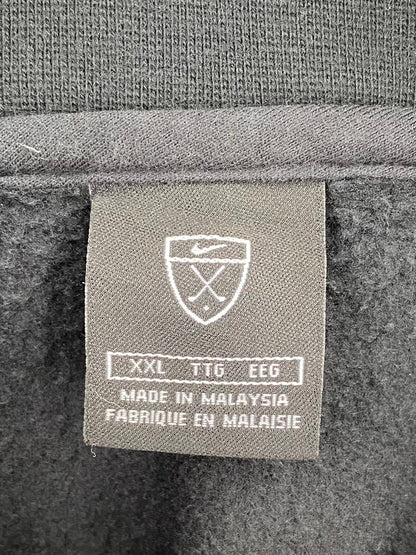 XXL TTG EEG
MADE IN MALAYSIA
FABRIQUE EN MALAISIE